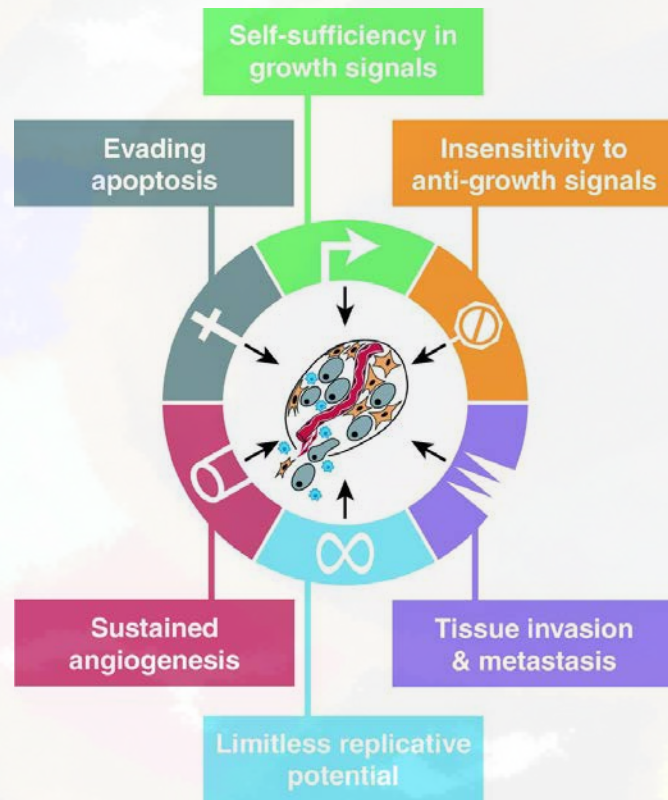 Self-sufficiency in
growth signals
Evading
apoptosis
Insensitivity to
anti-growth signals
Sustained
angiogenesis
Tissue invasion
& metastasis
Limitless replicative
potential